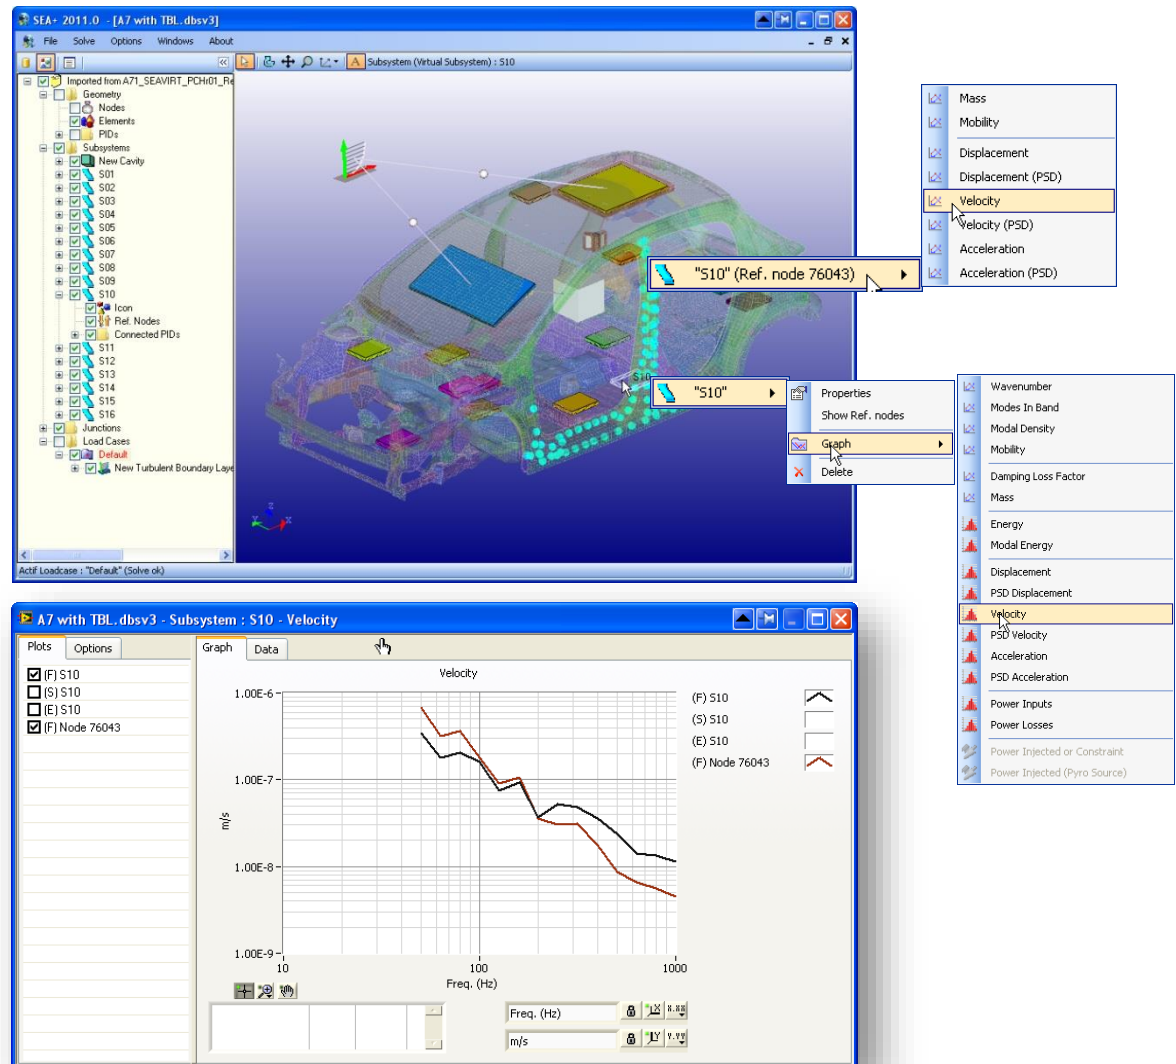 SEA+ 2011.0 - [A7 with TBL.dbsv3]
File Solve Options Windows About
A Subsystem (Virtual Subsystem) : S10
Imported from A71_SEAVIRT_PCHr01_Re
Geometry
Nodes
Elements
PIDs
Subsystems
New Cavity
S01
S02
S03
S04
S05
S06
S07
S08
S09
S10
Icon
Ref. Nodes
Connected PIDs
S11
S12
S13
S14
S15
S16
Junctions
Load Cases
Default
New Turbulent Boundary Laye
Actif Loadcase : "Default" (Solve ok)
S10
"S10" (Ref. node 76043)
Mass
Mobility
Displacement
Displacement (PSD)
Velocity
Velocity (PSD)
Acceleration
Acceleration (PSD)
"S10"
Properties
Show Ref. nodes
Graph
Delete
Wavenumber
Modes In Band
Modal Density
Mobility
Damping Loss Factor
Mass
Energy
Modal Energy
Displacement
PSD Displacement
Velocity
PSD Velocity
Acceleration
PSD Acceleration
Power Inputs
Power Losses
Power Injected or Constraint
Power Injected (Pyro Source)
A7 with TBL.dbsv3 - Subsystem : S10 - Velocity
Plots Options
Graph Data
(F) S10
(S) S10
(E) S10
(F) Node 76043
Velocity
1.00E-6
1.00E-7
1.00E-8
1.00E-9
m/s
10 100 1000
Freq. (Hz)
(F) S10
(S) S10
(E) S10
(F) Node 76043
Freq. (Hz)
m/s